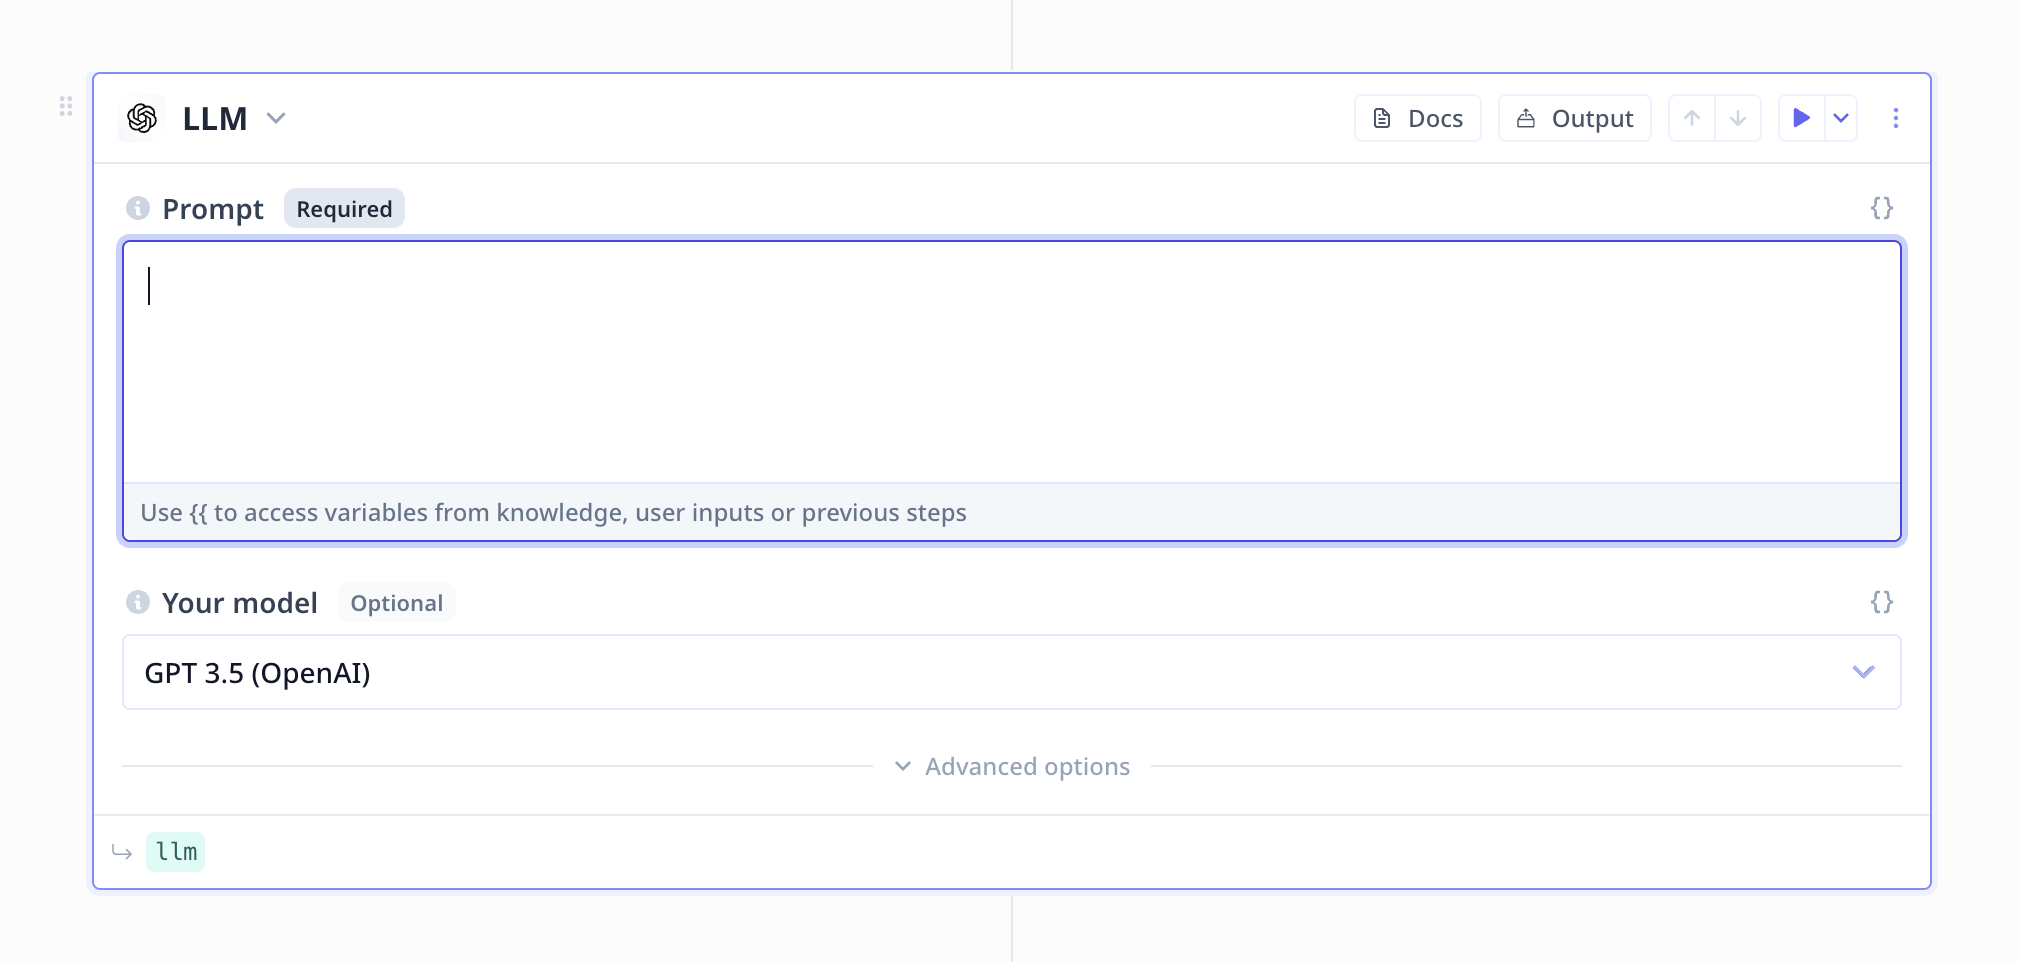 LLM
Docs
Output
Prompt
Required
{}
Use {{ to access variables from knowledge, user inputs or previous steps
Your model
Optional
{}
GPT 3.5 (OpenAI)
Advanced options
llm